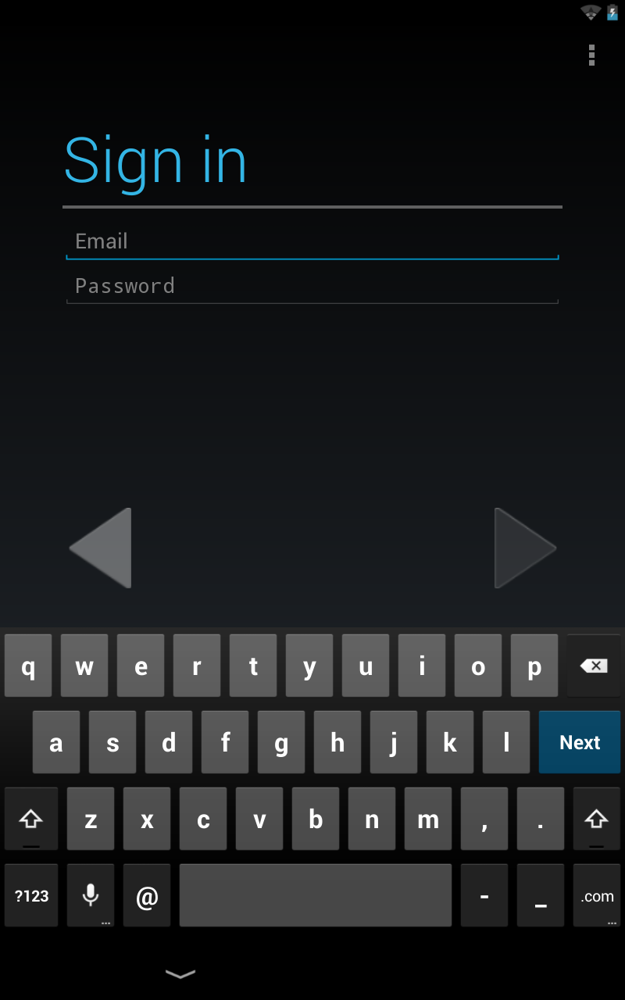 Sign in
Email
Password
q w e r t y u i o p
a s d f g h j k l Next
z x c v b n m , .
?123 @ - _ .com